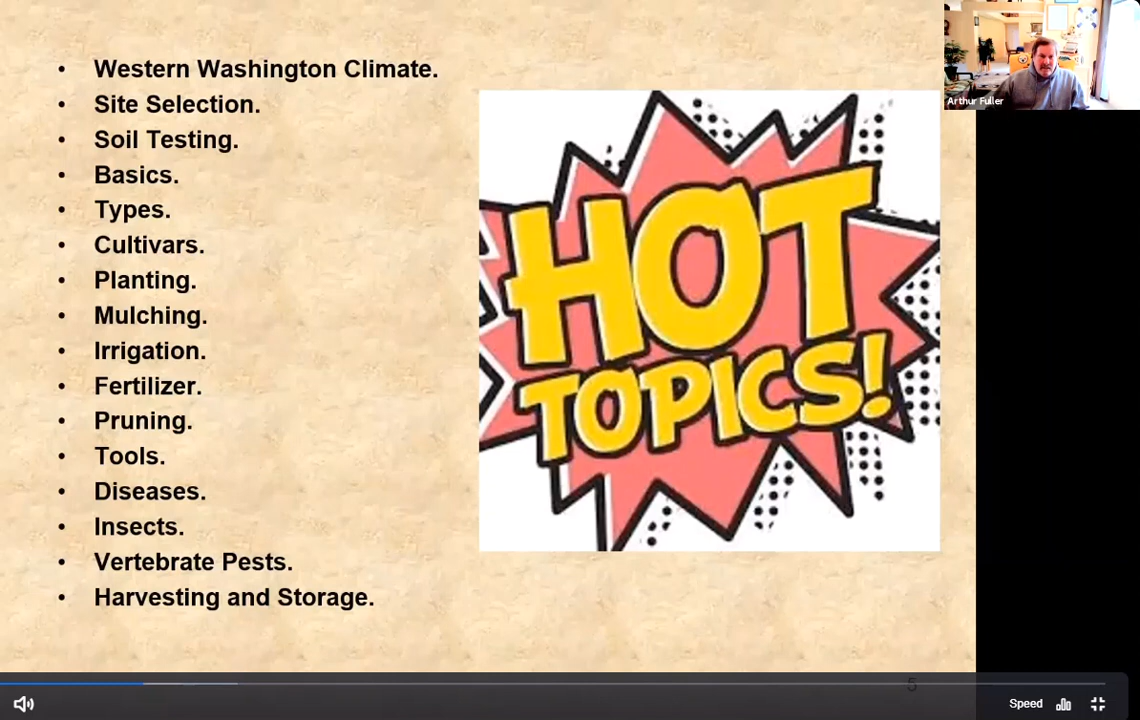 Western Washington Climate.
Site Selection.
Soil Testing.
Basics.
Types.
Cultivars.
Planting.
Mulching.
Irrigation.
Fertilizer.
Pruning.
Tools.
Diseases.
Insects.
Vertebrate Pests.
Harvesting and Storage.
HOT
TOPICS!
Arthur Fuller
5
Speed